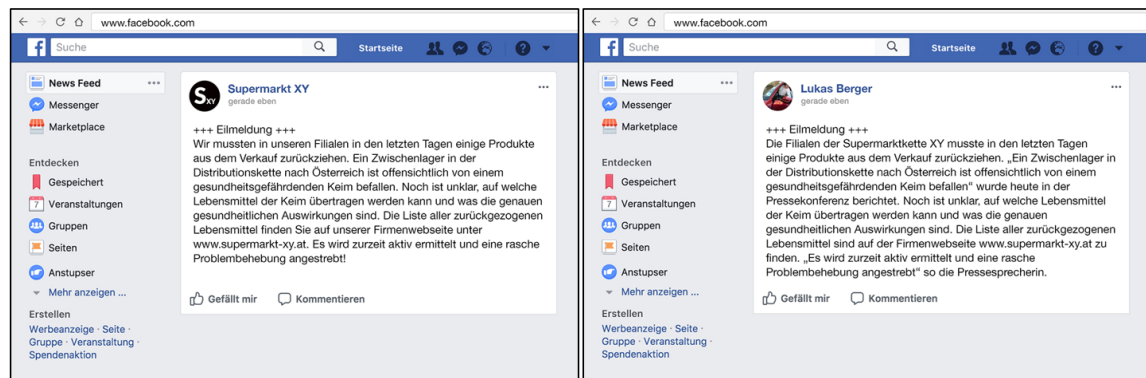 www.facebook.com
Suche
Startseite
News Feed
Messenger
Marketplace
Entdecken
Gespeichert
7
Veranstaltungen
Gruppen
Seiten
Anstupser
Mehr anzeigen ...
Erstellen
Werbeanzeige · Seite ·
Gruppe · Veranstaltung ·
Spendenaktion
SXY
Supermarkt XY
gerade eben
+++ Eilmeldung +++
Wir mussten in unseren Filialen in den letzten Tagen einige Produkte
aus dem Verkauf zurückziehen. Ein Zwischenlager in der
Distributionskette nach Österreich ist offensichtlich von einem
gesundheitsgefährdenden Keim befallen. Noch ist unklar, auf welche
Lebensmittel der Keim übertragen werden kann und was die genauen
gesundheitlichen Auswirkungen sind. Die Liste aller zurückgezogenen
Lebensmittel finden Sie auf unserer Firmenwebseite unter
www.supermarkt-xy.at. Es wird zurzeit aktiv ermittelt und eine rasche
Problembehebung angestrebt!
Gefällt mir
Kommentieren
www.facebook.com
Suche
Startseite
News Feed
Messenger
Marketplace
Entdecken
Gespeichert
7
Veranstaltungen
Gruppen
Seiten
Anstupser
Mehr anzeigen ...
Erstellen
Werbeanzeige · Seite ·
Gruppe · Veranstaltung ·
Spendenaktion
Lukas Berger
gerade eben
+++ Eilmeldung +++
Die Filialen der Supermarktkette XY musste in den letzten Tagen
einige Produkte aus dem Verkauf zurückziehen. „Ein Zwischenlager in
der Distributionskette nach Österreich ist offensichtlich von einem
gesundheitsgefährdenden Keim befallen“ wurde heute in der
Pressekonferenz berichtet. Noch ist unklar, auf welche Lebensmittel
der Keim übertragen werden kann und was die genauen
gesundheitlichen Auswirkungen sind. Die Liste aller zurückgezogenen
Lebensmittel sind auf der Firmenwebseite www.supermarkt-xy.at zu
finden. „Es wird zurzeit aktiv ermittelt und eine rasche
Problembehebung angestrebt“ so die Pressesprecherin.
Gefällt mir
Kommentieren